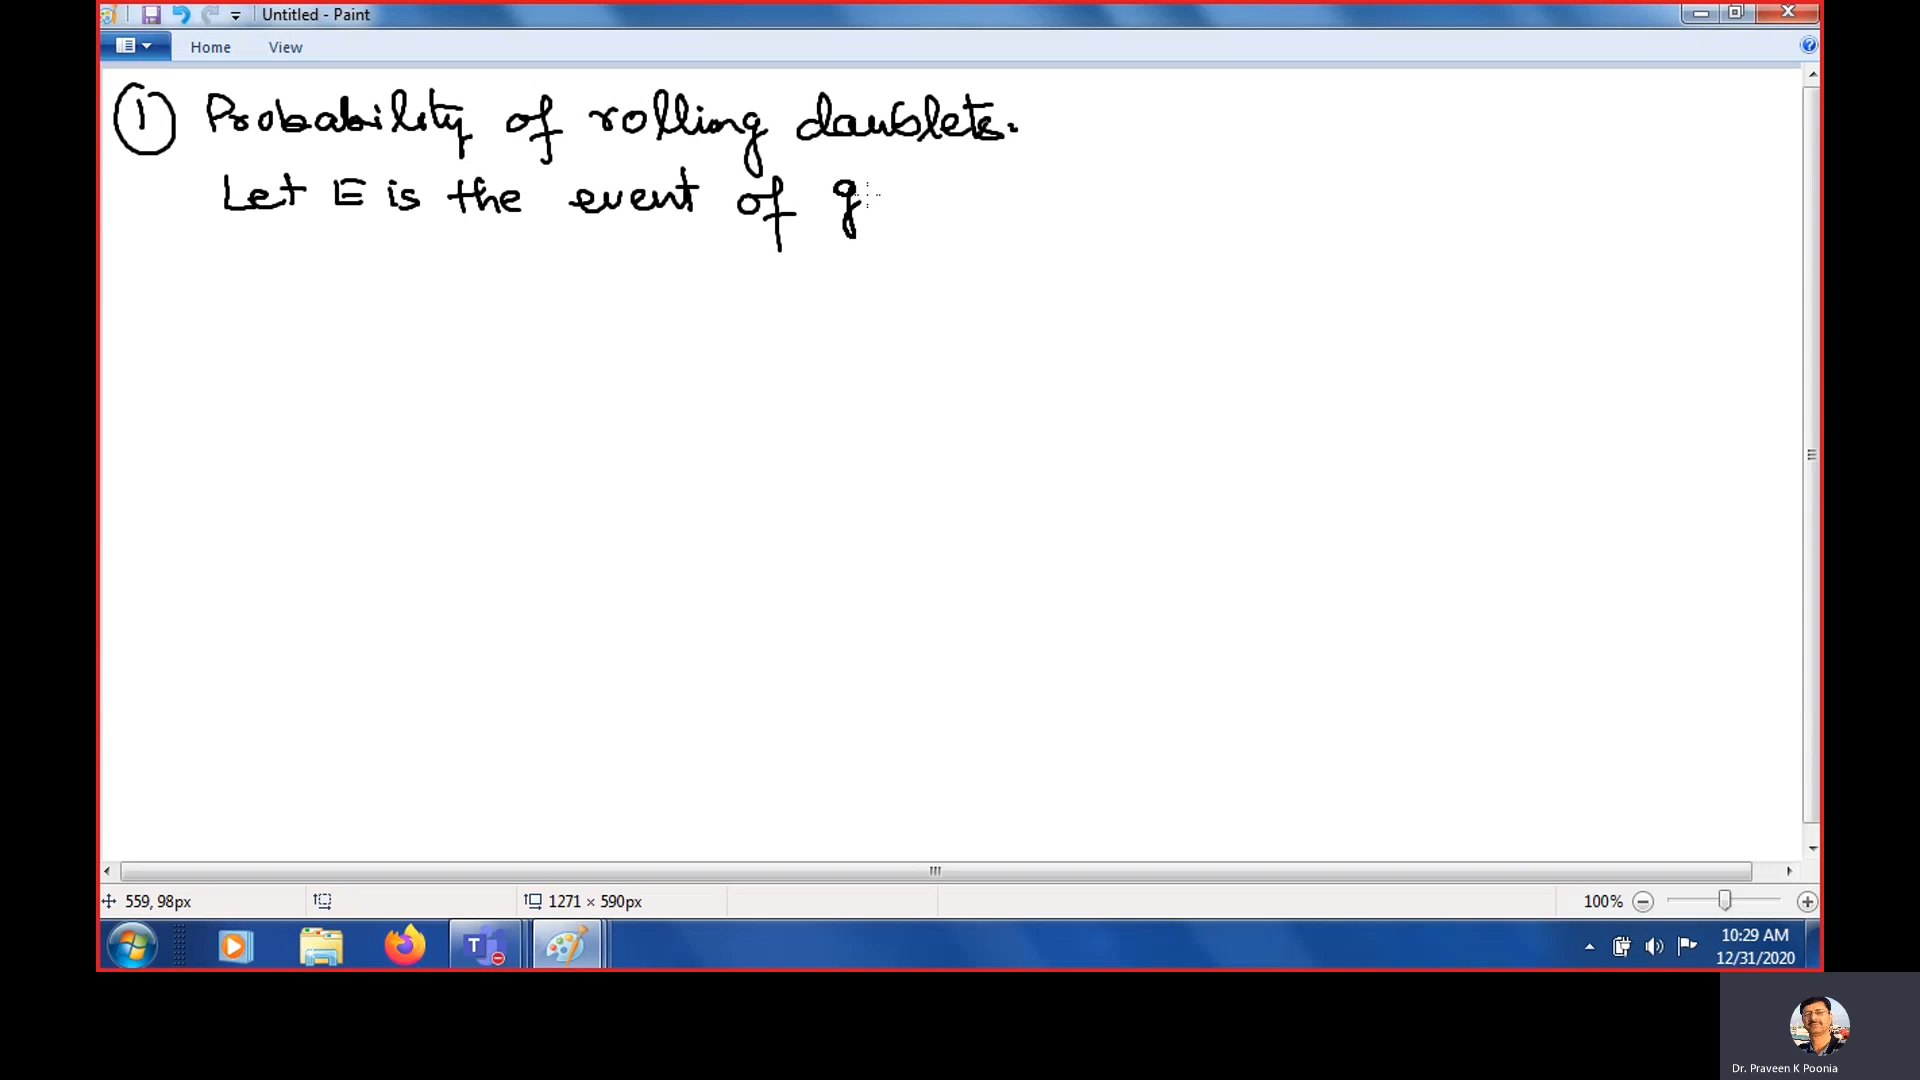 Untitled - Paint
Home View
① Probability of rolling daublets.
Let E is the event of g
559, 98px
1271 × 590px
100%
T
10:29 AM
12/31/2020
Dr. Praveen K Poonia